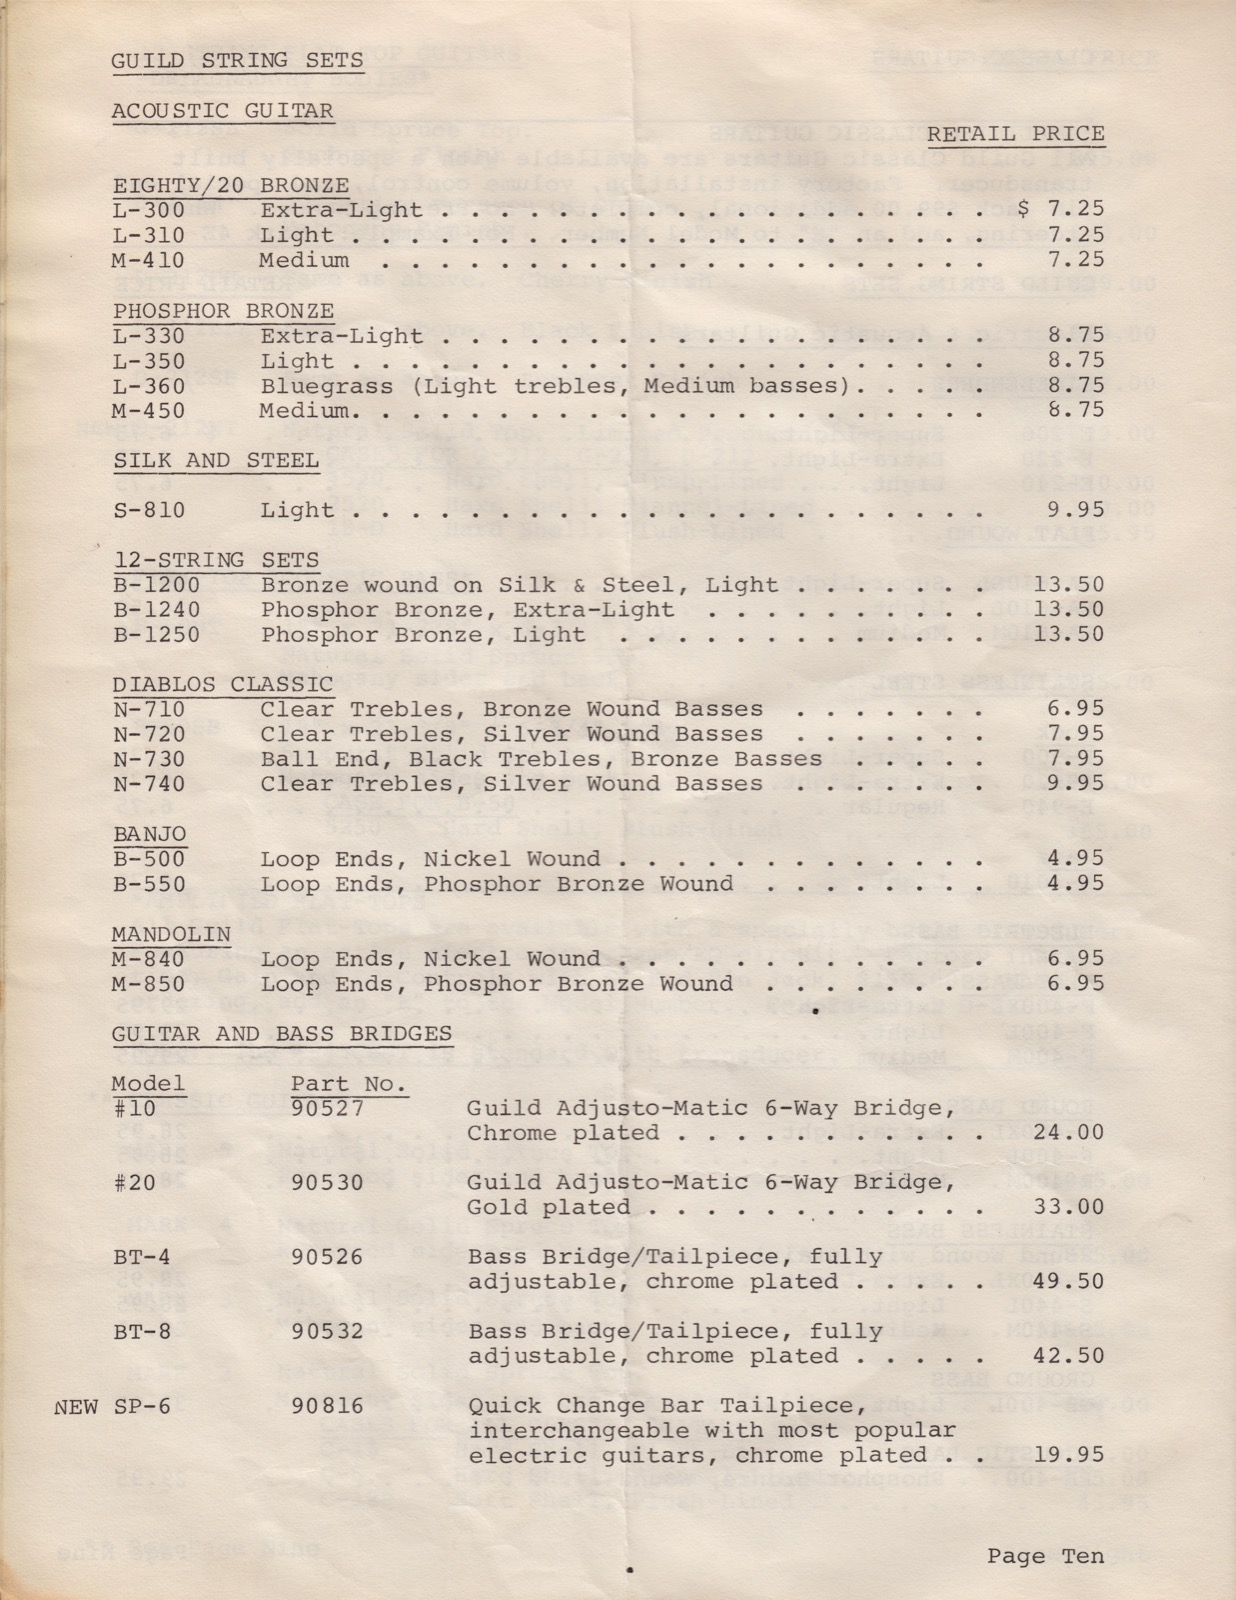 GUILD STRING SETS
ACOUSTIC GUITAR
RETAIL PRICE
EIGHTY/20 BRONZE
L-300 Extra-Light . . . . . . . . . . . . . . . . . . . $ 7.25
L-310 Light . . . . . . . . . . . . . . . . . . . . . . 7.25
M-410 Medium . . . . . . . . . . . . . . . . . . . . . 7.25
PHOSPHOR BRONZE
L-330 Extra-Light . . . . . . . . . . . . . . . . . . . 8.75
L-350 Light . . . . . . . . . . . . . . . . . . . . . . 8.75
L-360 Bluegrass (Light trebles, Medium basses). . . . . 8.75
M-450 Medium. . . . . . . . . . . . . . . . . . . . . . 8.75
SILK AND STEEL
S-810 Light . . . . . . . . . . . . . . . . . . . . . . 9.95
12-STRING SETS
B-1200 Bronze wound on Silk & Steel, Light . . . . . . . 13.50
B-1240 Phosphor Bronze, Extra-Light . . . . . . . . . . 13.50
B-1250 Phosphor Bronze, Light . . . . . . . . . . . . . 13.50
DIABLOS CLASSIC
N-710 Clear Trebles, Bronze Wound Basses . . . . . . . 6.95
N-720 Clear Trebles, Silver Wound Basses . . . . . . . 7.95
N-730 Ball End, Black Trebles, Bronze Basses . . . . . 7.95
N-740 Clear Trebles, Silver Wound Basses . . . . . . . 9.95
BANJO
B-500 Loop Ends, Nickel Wound . . . . . . . . . . . . . 4.95
B-550 Loop Ends, Phosphor Bronze Wound . . . . . . . . 4.95
MANDOLIN
M-840 Loop Ends, Nickel Wound . . . . . . . . . . . . . 6.95
M-850 Loop Ends, Phosphor Bronze Wound . . . . . . . . 6.95
GUITAR AND BASS BRIDGES
Model Part No.
#10 90527 Guild Adjusto-Matic 6-Way Bridge,
Chrome plated . . . . . . . . . . . 24.00
#20 90530 Guild Adjusto-Matic 6-Way Bridge,
Gold plated . . . . . . . . . . . . 33.00
BT-4 90526 Bass Bridge/Tailpiece, fully
adjustable, chrome plated . . . . . 49.50
BT-8 90532 Bass Bridge/Tailpiece, fully
adjustable, chrome plated . . . . . 42.50
NEW SP-6 90816 Quick Change Bar Tailpiece,
interchangeable with most popular
electric guitars, chrome plated . . 19.95
Page Ten